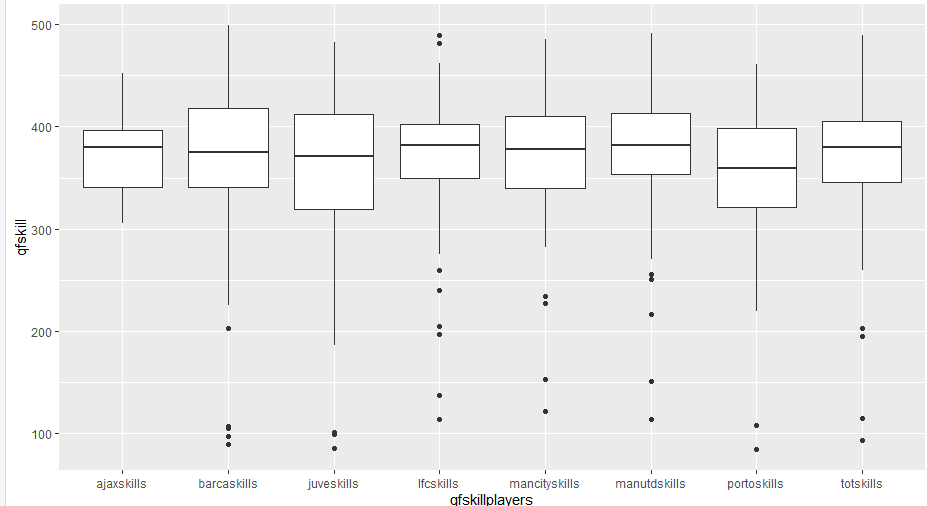 500
400
300
200
100
qfskill
ajaxskills barcaskills juveskills lfcskills mancityskills manutdskills portoskills totskills
qfskillplayers